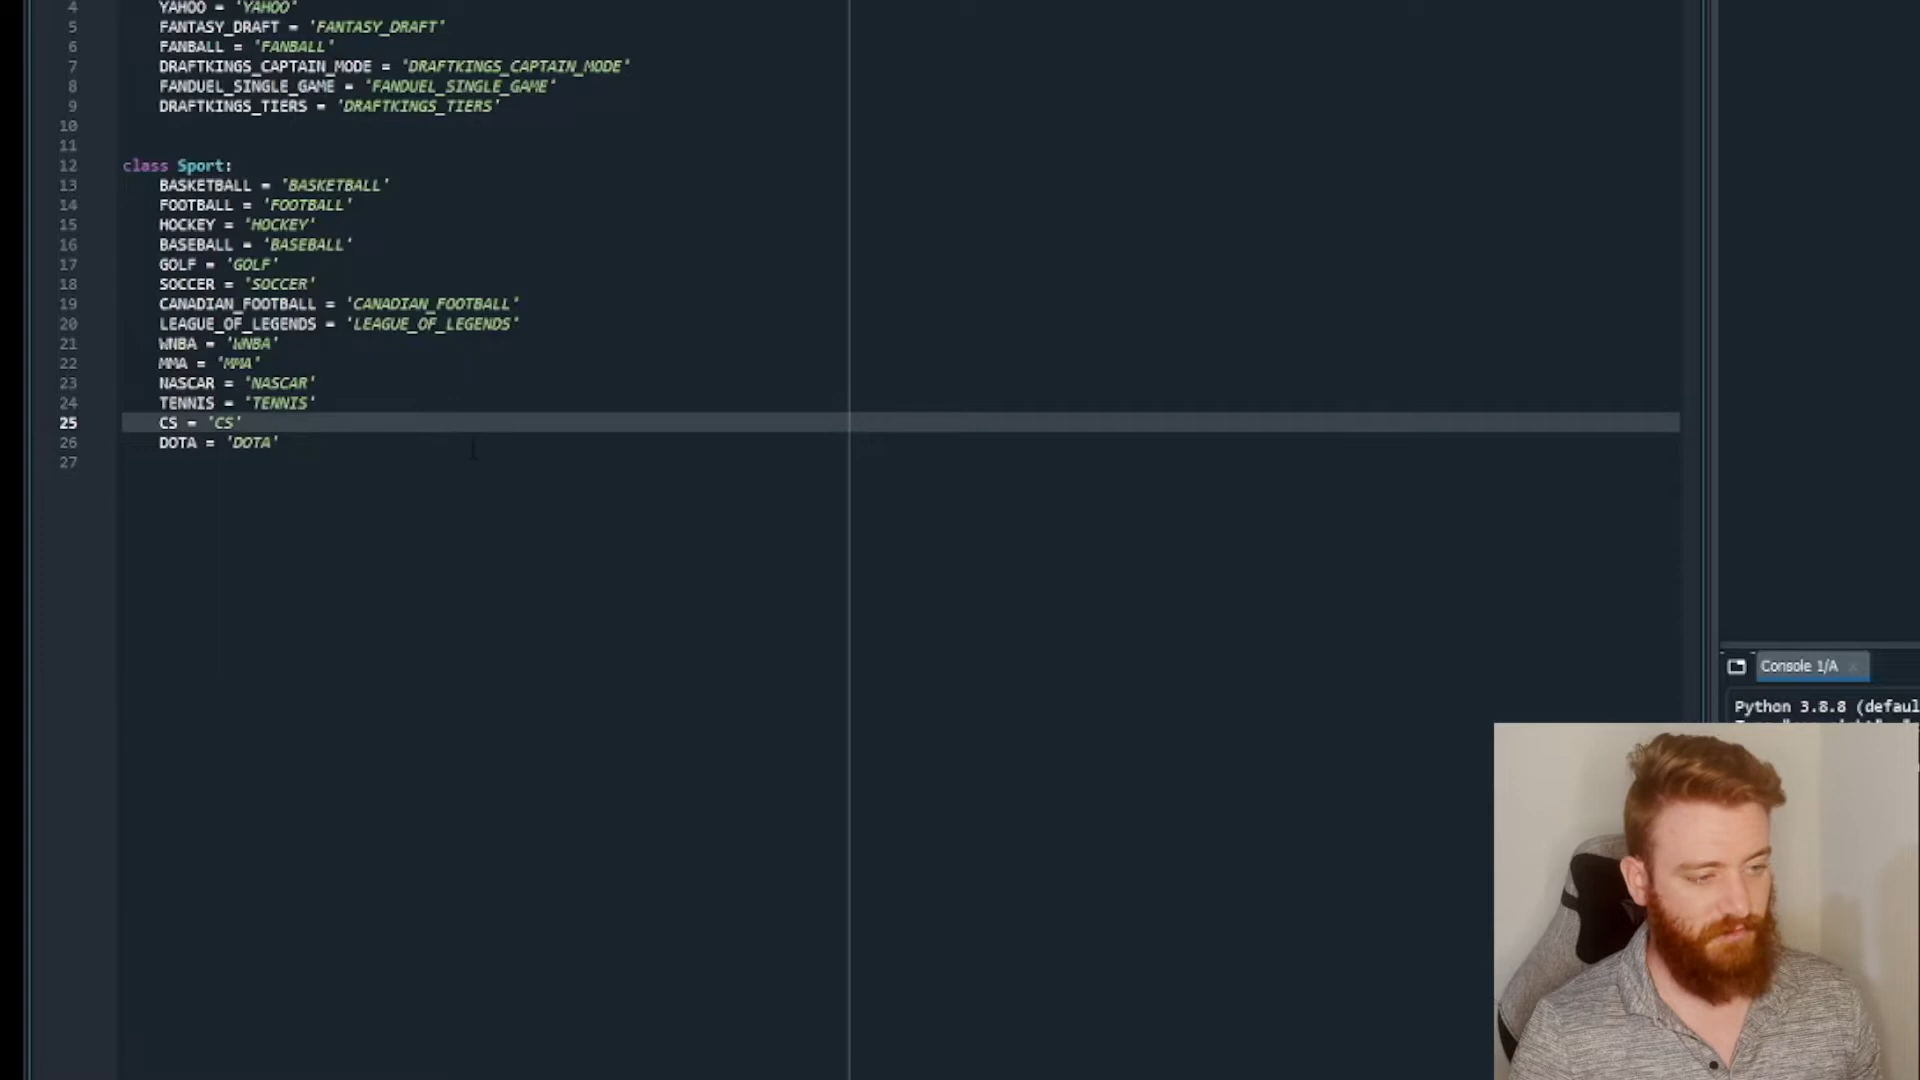 4 YAHOO = 'YAHOO'
5 FANTASY_DRAFT = 'FANTASY_DRAFT'
6 FANBALL = 'FANBALL'
7 DRAFTKINGS_CAPTAIN_MODE = 'DRAFTKINGS_CAPTAIN_MODE'
8 FANDUEL_SINGLE_GAME = 'FANDUEL_SINGLE_GAME'
9 DRAFTKINGS_TIERS = 'DRAFTKINGS_TIERS'
10
11
12 class Sport:
13 BASKETBALL = 'BASKETBALL'
14 FOOTBALL = 'FOOTBALL'
15 HOCKEY = 'HOCKEY'
16 BASEBALL = 'BASEBALL'
17 GOLF = 'GOLF'
18 SOCCER = 'SOCCER'
19 CANADIAN_FOOTBALL = 'CANADIAN_FOOTBALL'
20 LEAGUE_OF_LEGENDS = 'LEAGUE_OF_LEGENDS'
21 WNBA = 'WNBA'
22 MMA = 'MMA'
23 NASCAR = 'NASCAR'
24 TENNIS = 'TENNIS'
25 CS = 'CS'
26 DOTA = 'DOTA'
27
Console 1/A
Python 3.8.8 (defaul